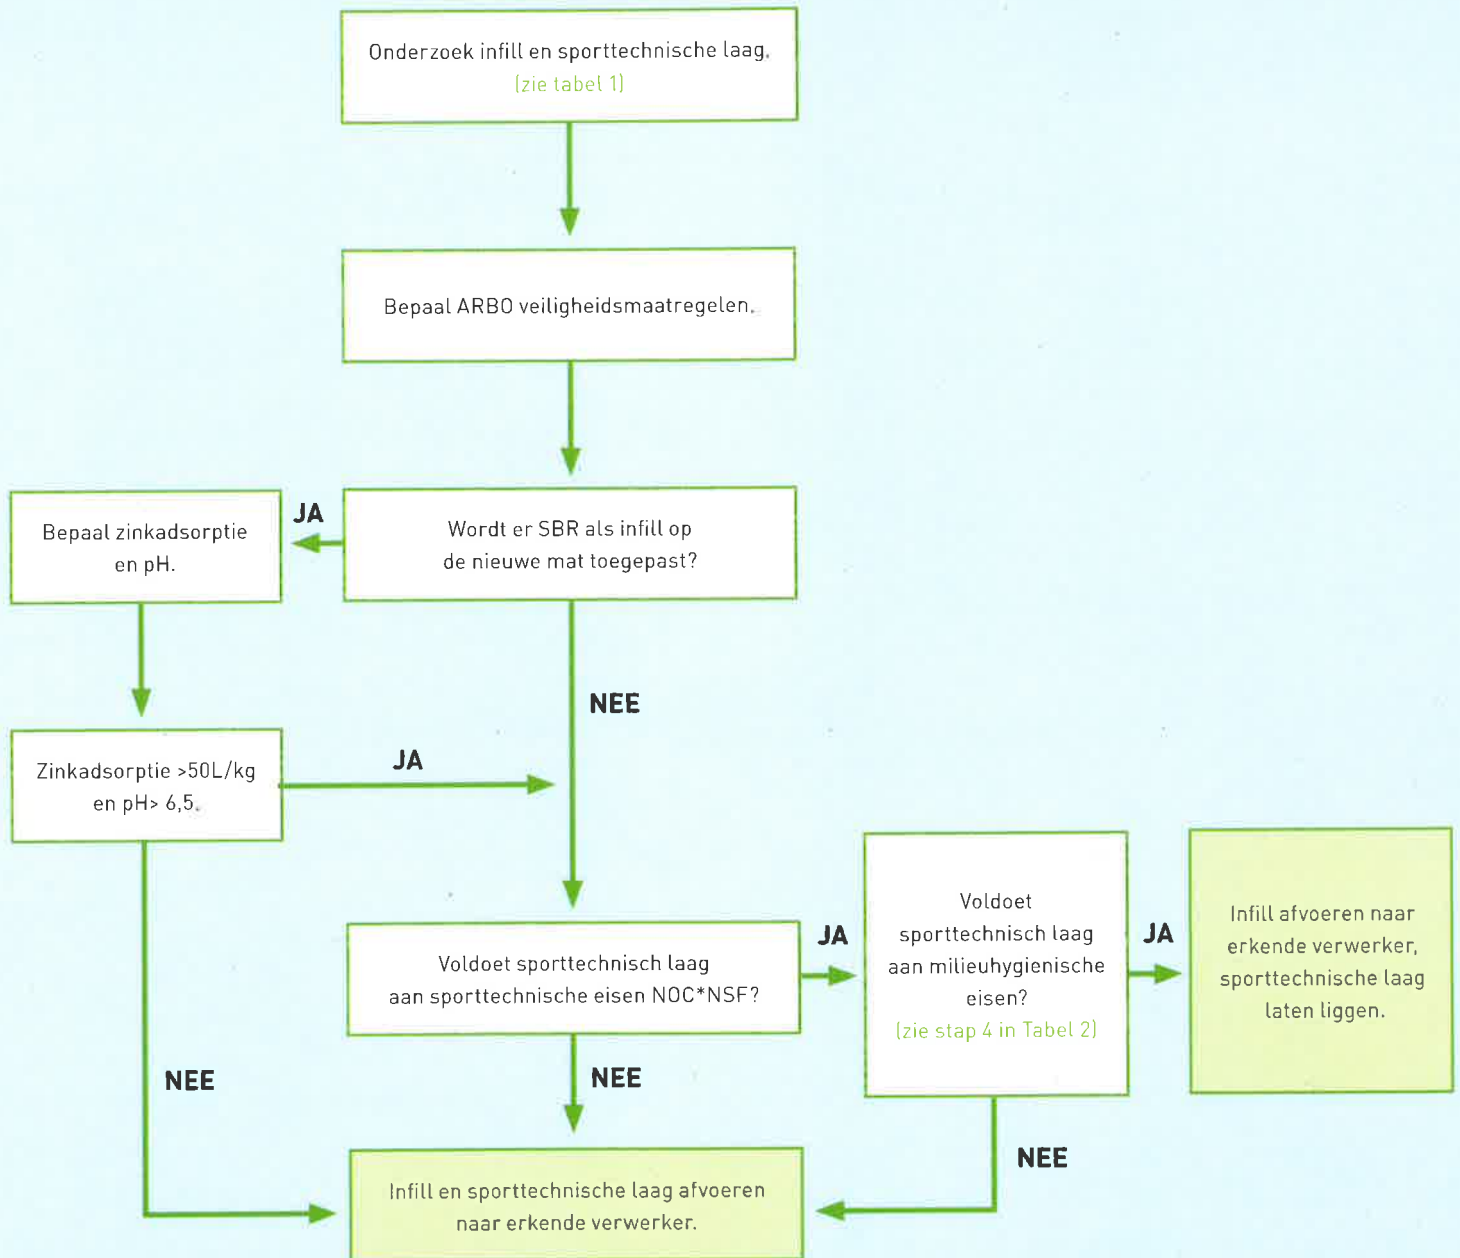 Onderzoek infill en sporttechnische laag.
(zie tabel 1)
Bepaal ARBO veiligheidsmaatregelen.
Bepaal zinkadsorptie
en pH.
JA
Wordt er SBR als infill op
de nieuwe mat toegepast?
NEE
Zinkadsorptie >50L/kg
en pH> 6,5.
JA
Voldoet sporttechnisch laag
aan sporttechnische eisen NOC*NSF?
JA
Voldoet
sporttechnisch laag
aan milieuhygienische
eisen?
(zie stap 4 in Tabel 2)
JA
Infill afvoeren naar
erkende verwerker,
sporttechnische laag
laten liggen.
NEE
NEE
NEE
Infill en sporttechnische laag afvoeren
naar erkende verwerker.